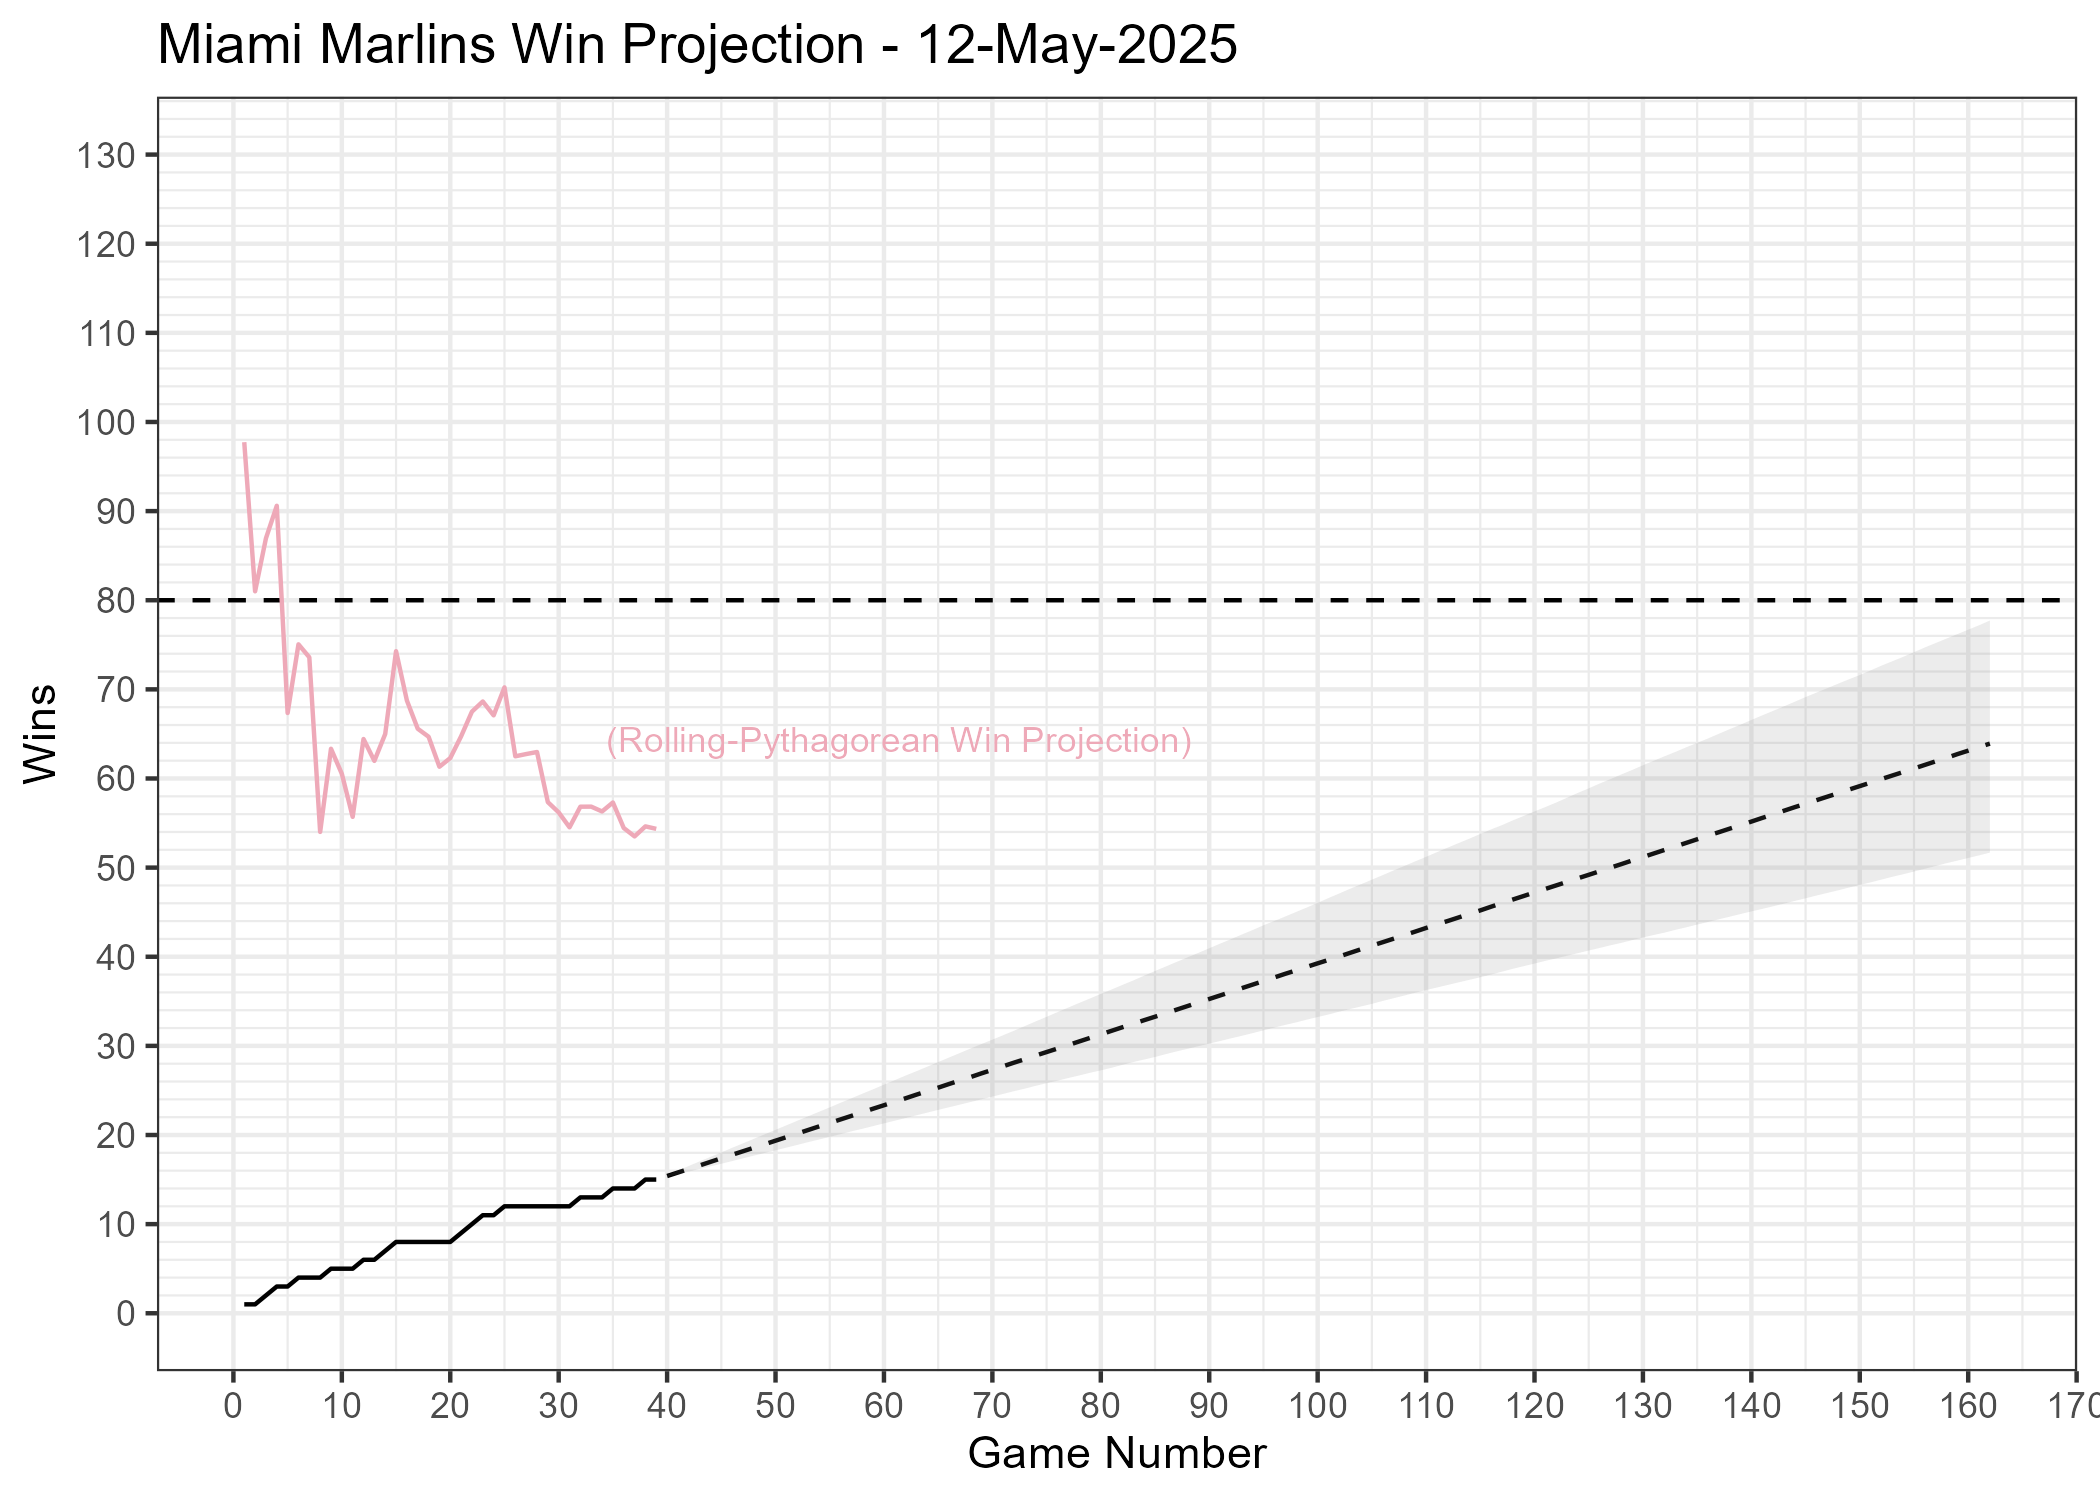 Miami Marlins Win Projection - 12-May-2025
130
120
110
100
90
80
70
60
50
40
30
20
10
0
Wins
(Rolling-Pythagorean Win Projection)
0 10 20 30 40 50 60 70 80 90 100 110 120 130 140 150 160 170
Game Number